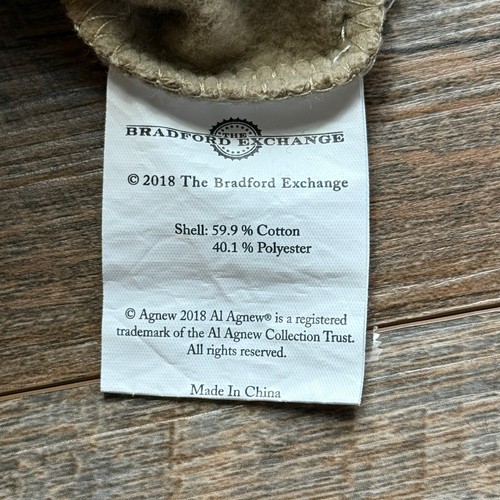 THE
BRADFORD EXCHANGE
© 2018 The Bradford Exchange
Shell: 59.9 % Cotton
40.1 % Polyester
© Agnew 2018 Al Agnew® is a registered
trademark of the Al Agnew Collection Trust.
All rights reserved.
Made In China